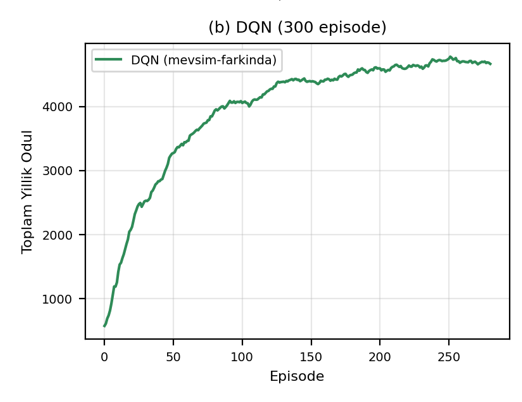 (b) DQN (300 episode)
DQN (mevsim-farkinda)
Toplam Yillik Odul
4000
3000
2000
1000
0 50 100 150 200 250
Episode